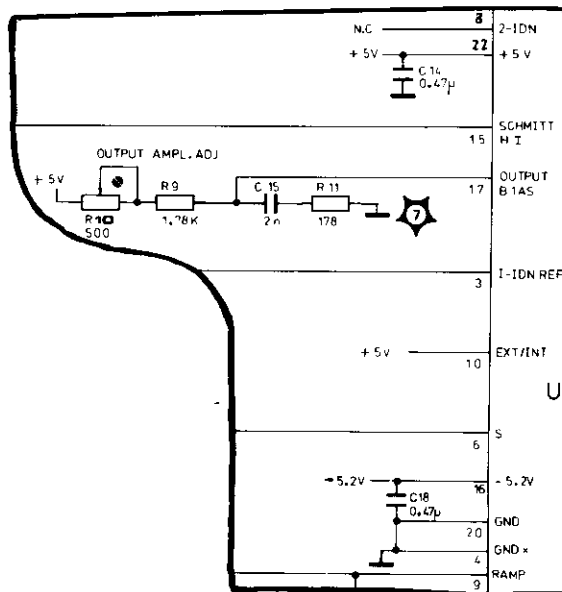 8
N.C 2-IDN
22
+5V +5V
C14
0.47µ
SCHMITT
15 H I
OUTPUT AMPL. ADJ
OUTPUT
17 BIAS
+5V R9 C15 R11
R10 1.78K 2n 178 7
500
3 I-IDN REF
+5V EXT/INT
10
U
S
6
-5.2V -5.2V
16
C18
0.47µ
GND
20
GND×
4
RAMP
9